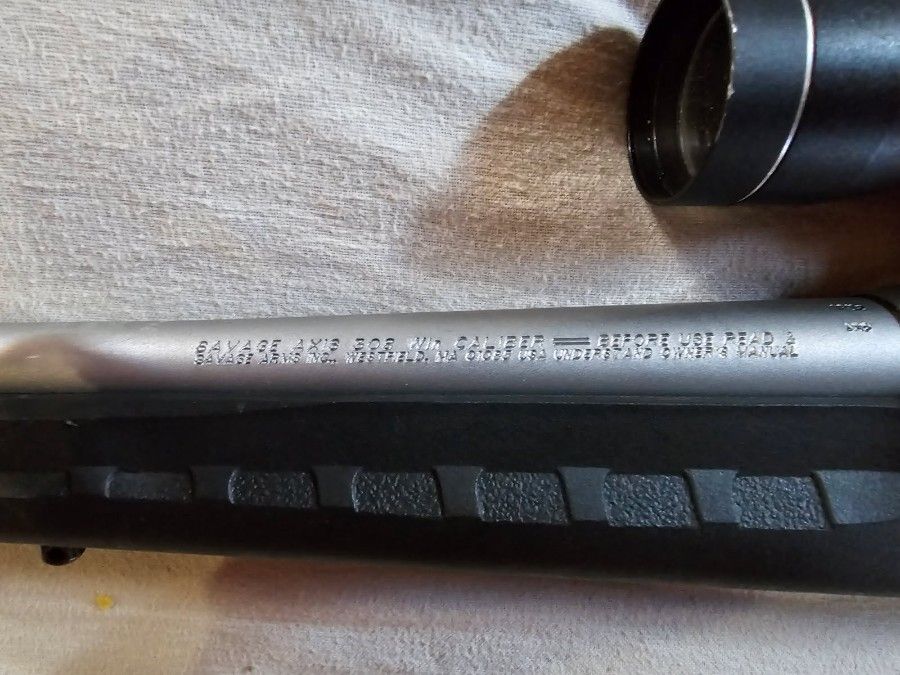 SAVAGE AXIS 308 Win CALIBER BEFORE USE READ &
SAVAGE ARMS INC., WESTFIELD, MA 01085 USA UNDERSTAND OWNER'S MANUAL